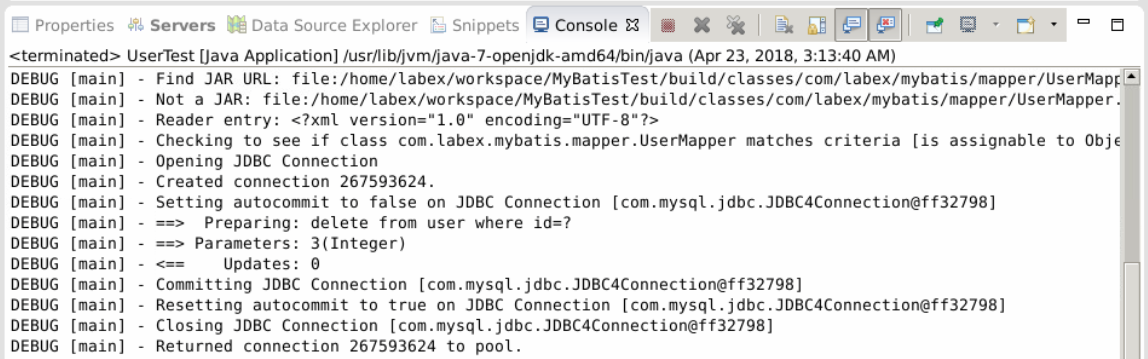 Properties Servers Data Source Explorer Snippets Console
<terminated> UserTest [Java Application] /usr/lib/jvm/java-7-openjdk-amd64/bin/java (Apr 23, 2018, 3:13:40 AM)
DEBUG [main] - Find JAR URL: file:/home/labex/workspace/MyBatisTest/build/classes/com/labex/mybatis/mapper/UserMapp
DEBUG [main] - Not a JAR: file:/home/labex/workspace/MyBatisTest/build/classes/com/labex/mybatis/mapper/UserMapper.
DEBUG [main] - Reader entry: <?xml version="1.0" encoding="UTF-8"?>
DEBUG [main] - Checking to see if class com.labex.mybatis.mapper.UserMapper matches criteria [is assignable to Obje
DEBUG [main] - Opening JDBC Connection
DEBUG [main] - Created connection 267593624.
DEBUG [main] - Setting autocommit to false on JDBC Connection [com.mysql.jdbc.JDBC4Connection@ff32798]
DEBUG [main] - ==>  Preparing: delete from user where id=?
DEBUG [main] - ==> Parameters: 3(Integer)
DEBUG [main] - <==    Updates: 0
DEBUG [main] - Committing JDBC Connection [com.mysql.jdbc.JDBC4Connection@ff32798]
DEBUG [main] - Resetting autocommit to true on JDBC Connection [com.mysql.jdbc.JDBC4Connection@ff32798]
DEBUG [main] - Closing JDBC Connection [com.mysql.jdbc.JDBC4Connection@ff32798]
DEBUG [main] - Returned connection 267593624 to pool.